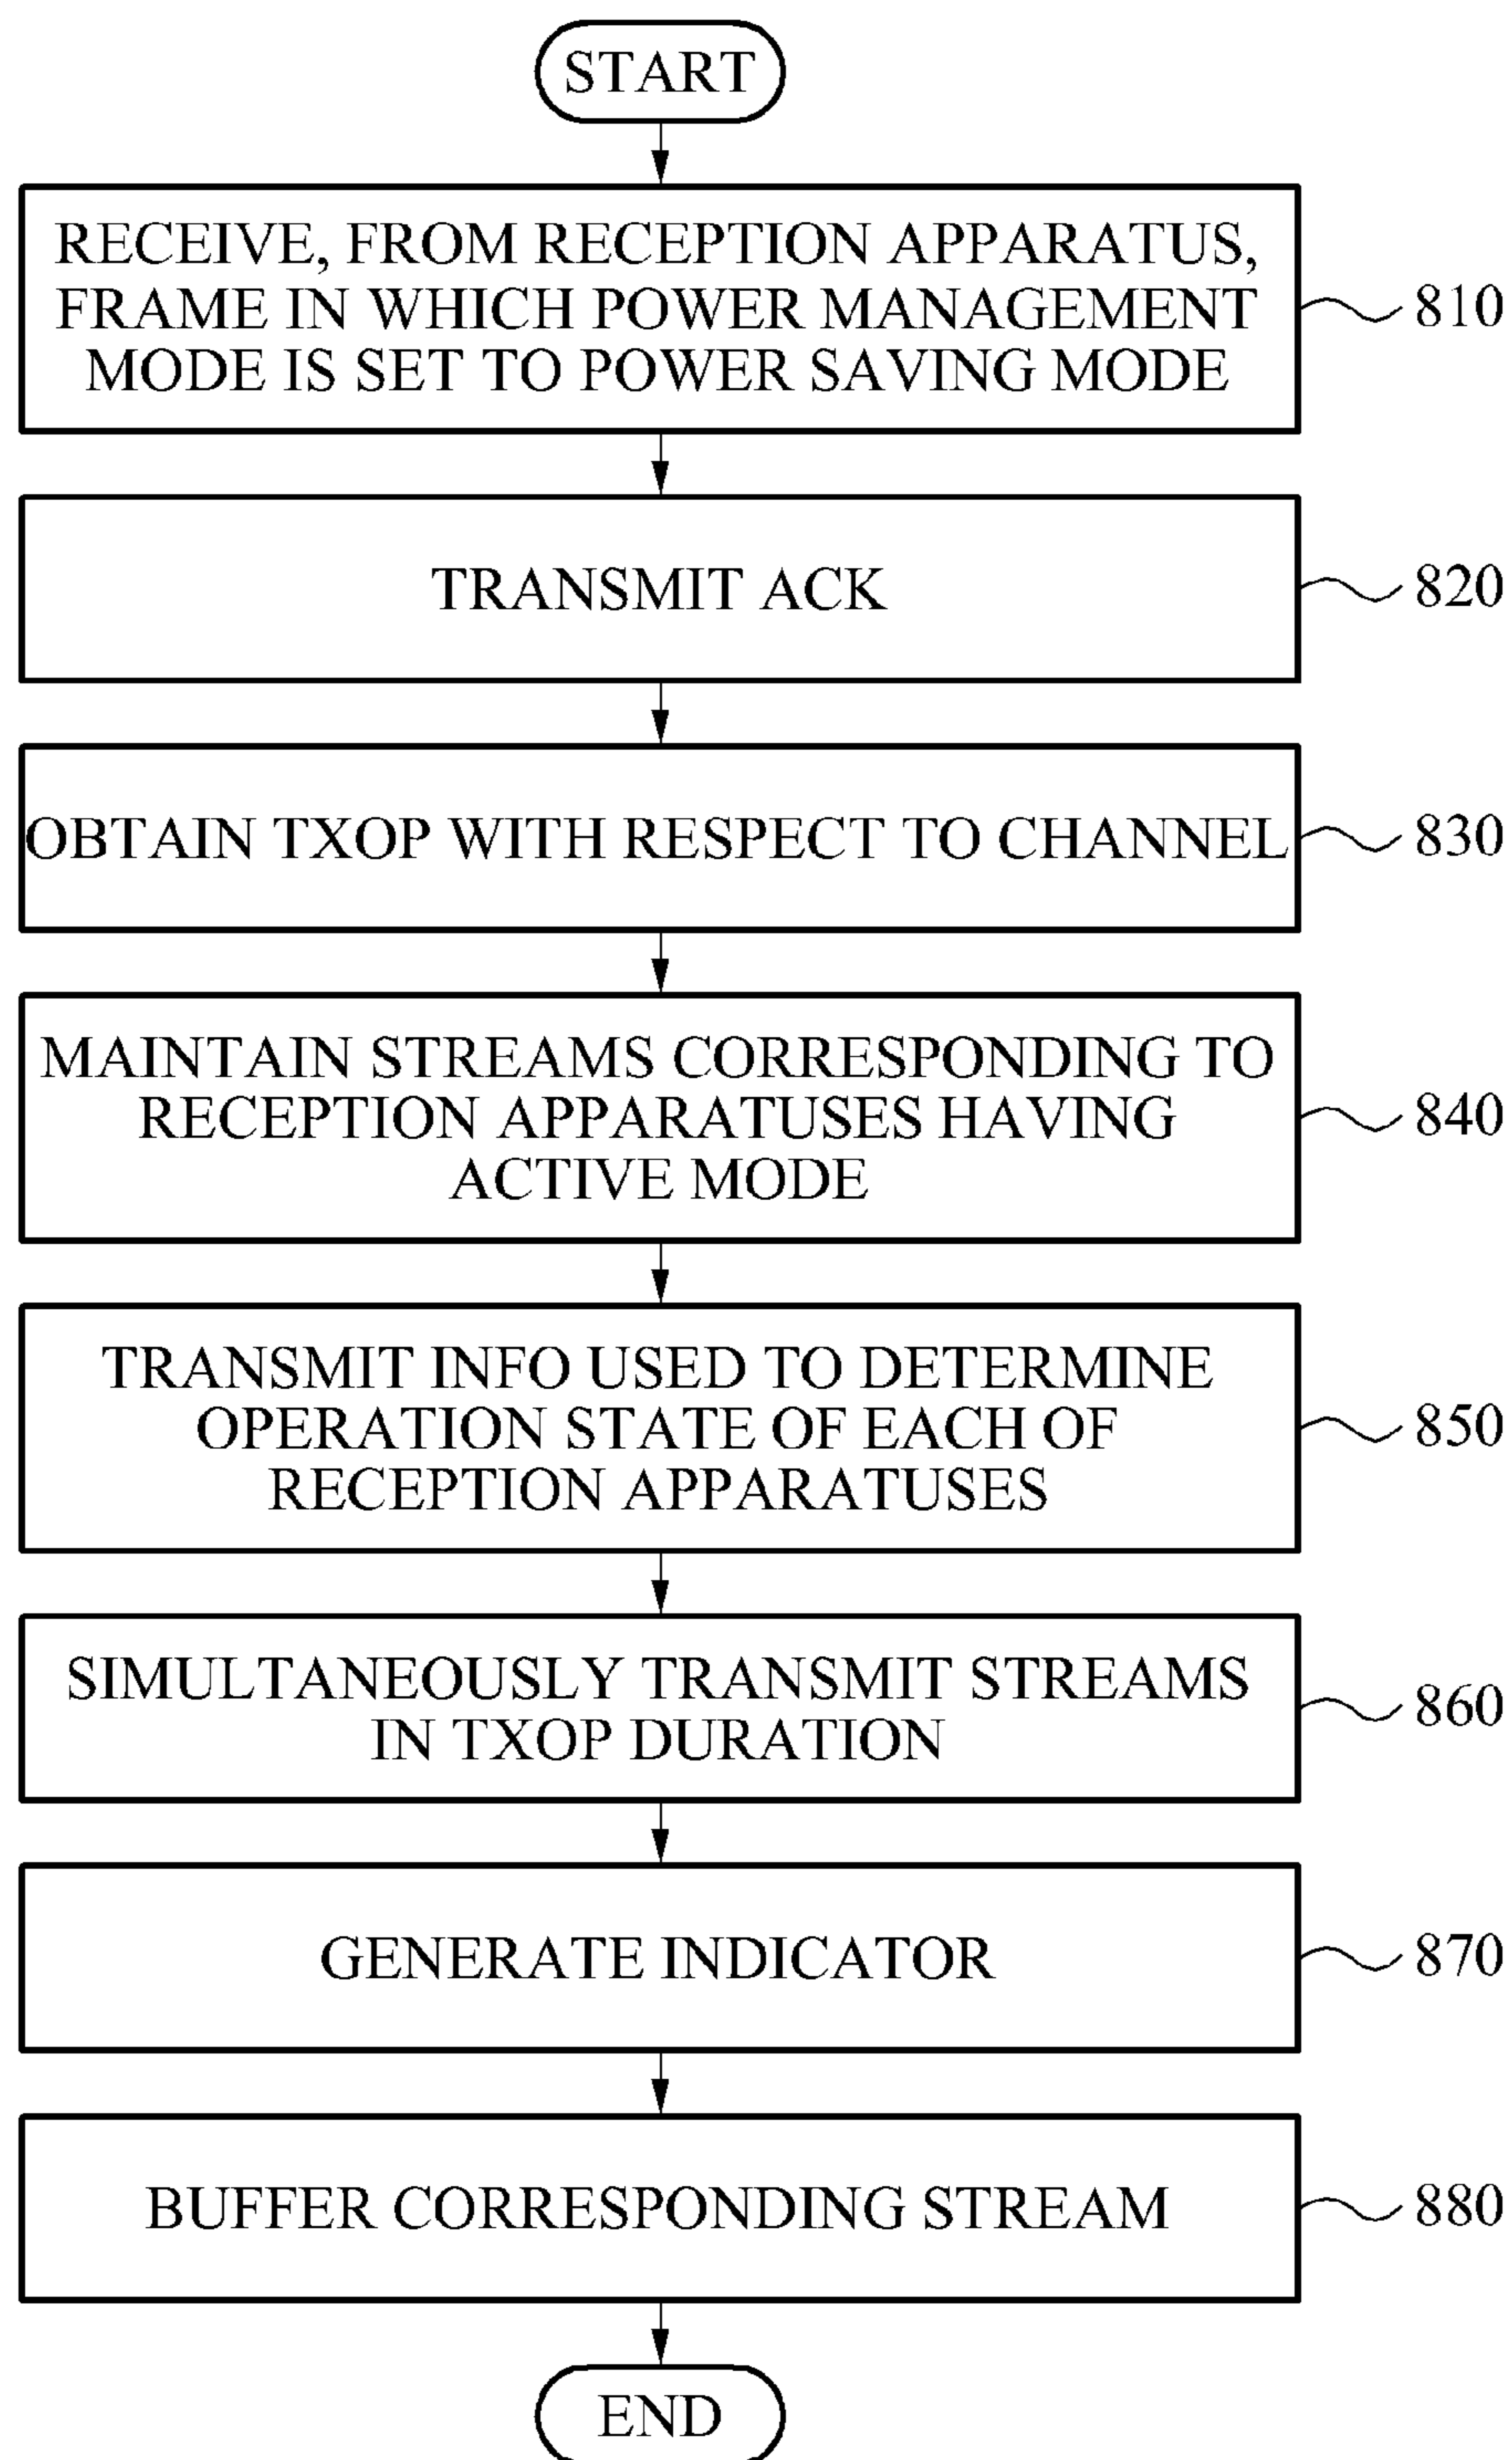 START
RECEIVE, FROM RECEPTION APPARATUS,
FRAME IN WHICH POWER MANAGEMENT
MODE IS SET TO POWER SAVING MODE
810
TRANSMIT ACK
820
OBTAIN TXOP WITH RESPECT TO CHANNEL
830
MAINTAIN STREAMS CORRESPONDING TO
RECEPTION APPARATUSES HAVING
ACTIVE MODE
840
TRANSMIT INFO USED TO DETERMINE
OPERATION STATE OF EACH OF
RECEPTION APPARATUSES
850
SIMULTANEOUSLY TRANSMIT STREAMS
IN TXOP DURATION
860
GENERATE INDICATOR
870
BUFFER CORRESPONDING STREAM
880
END